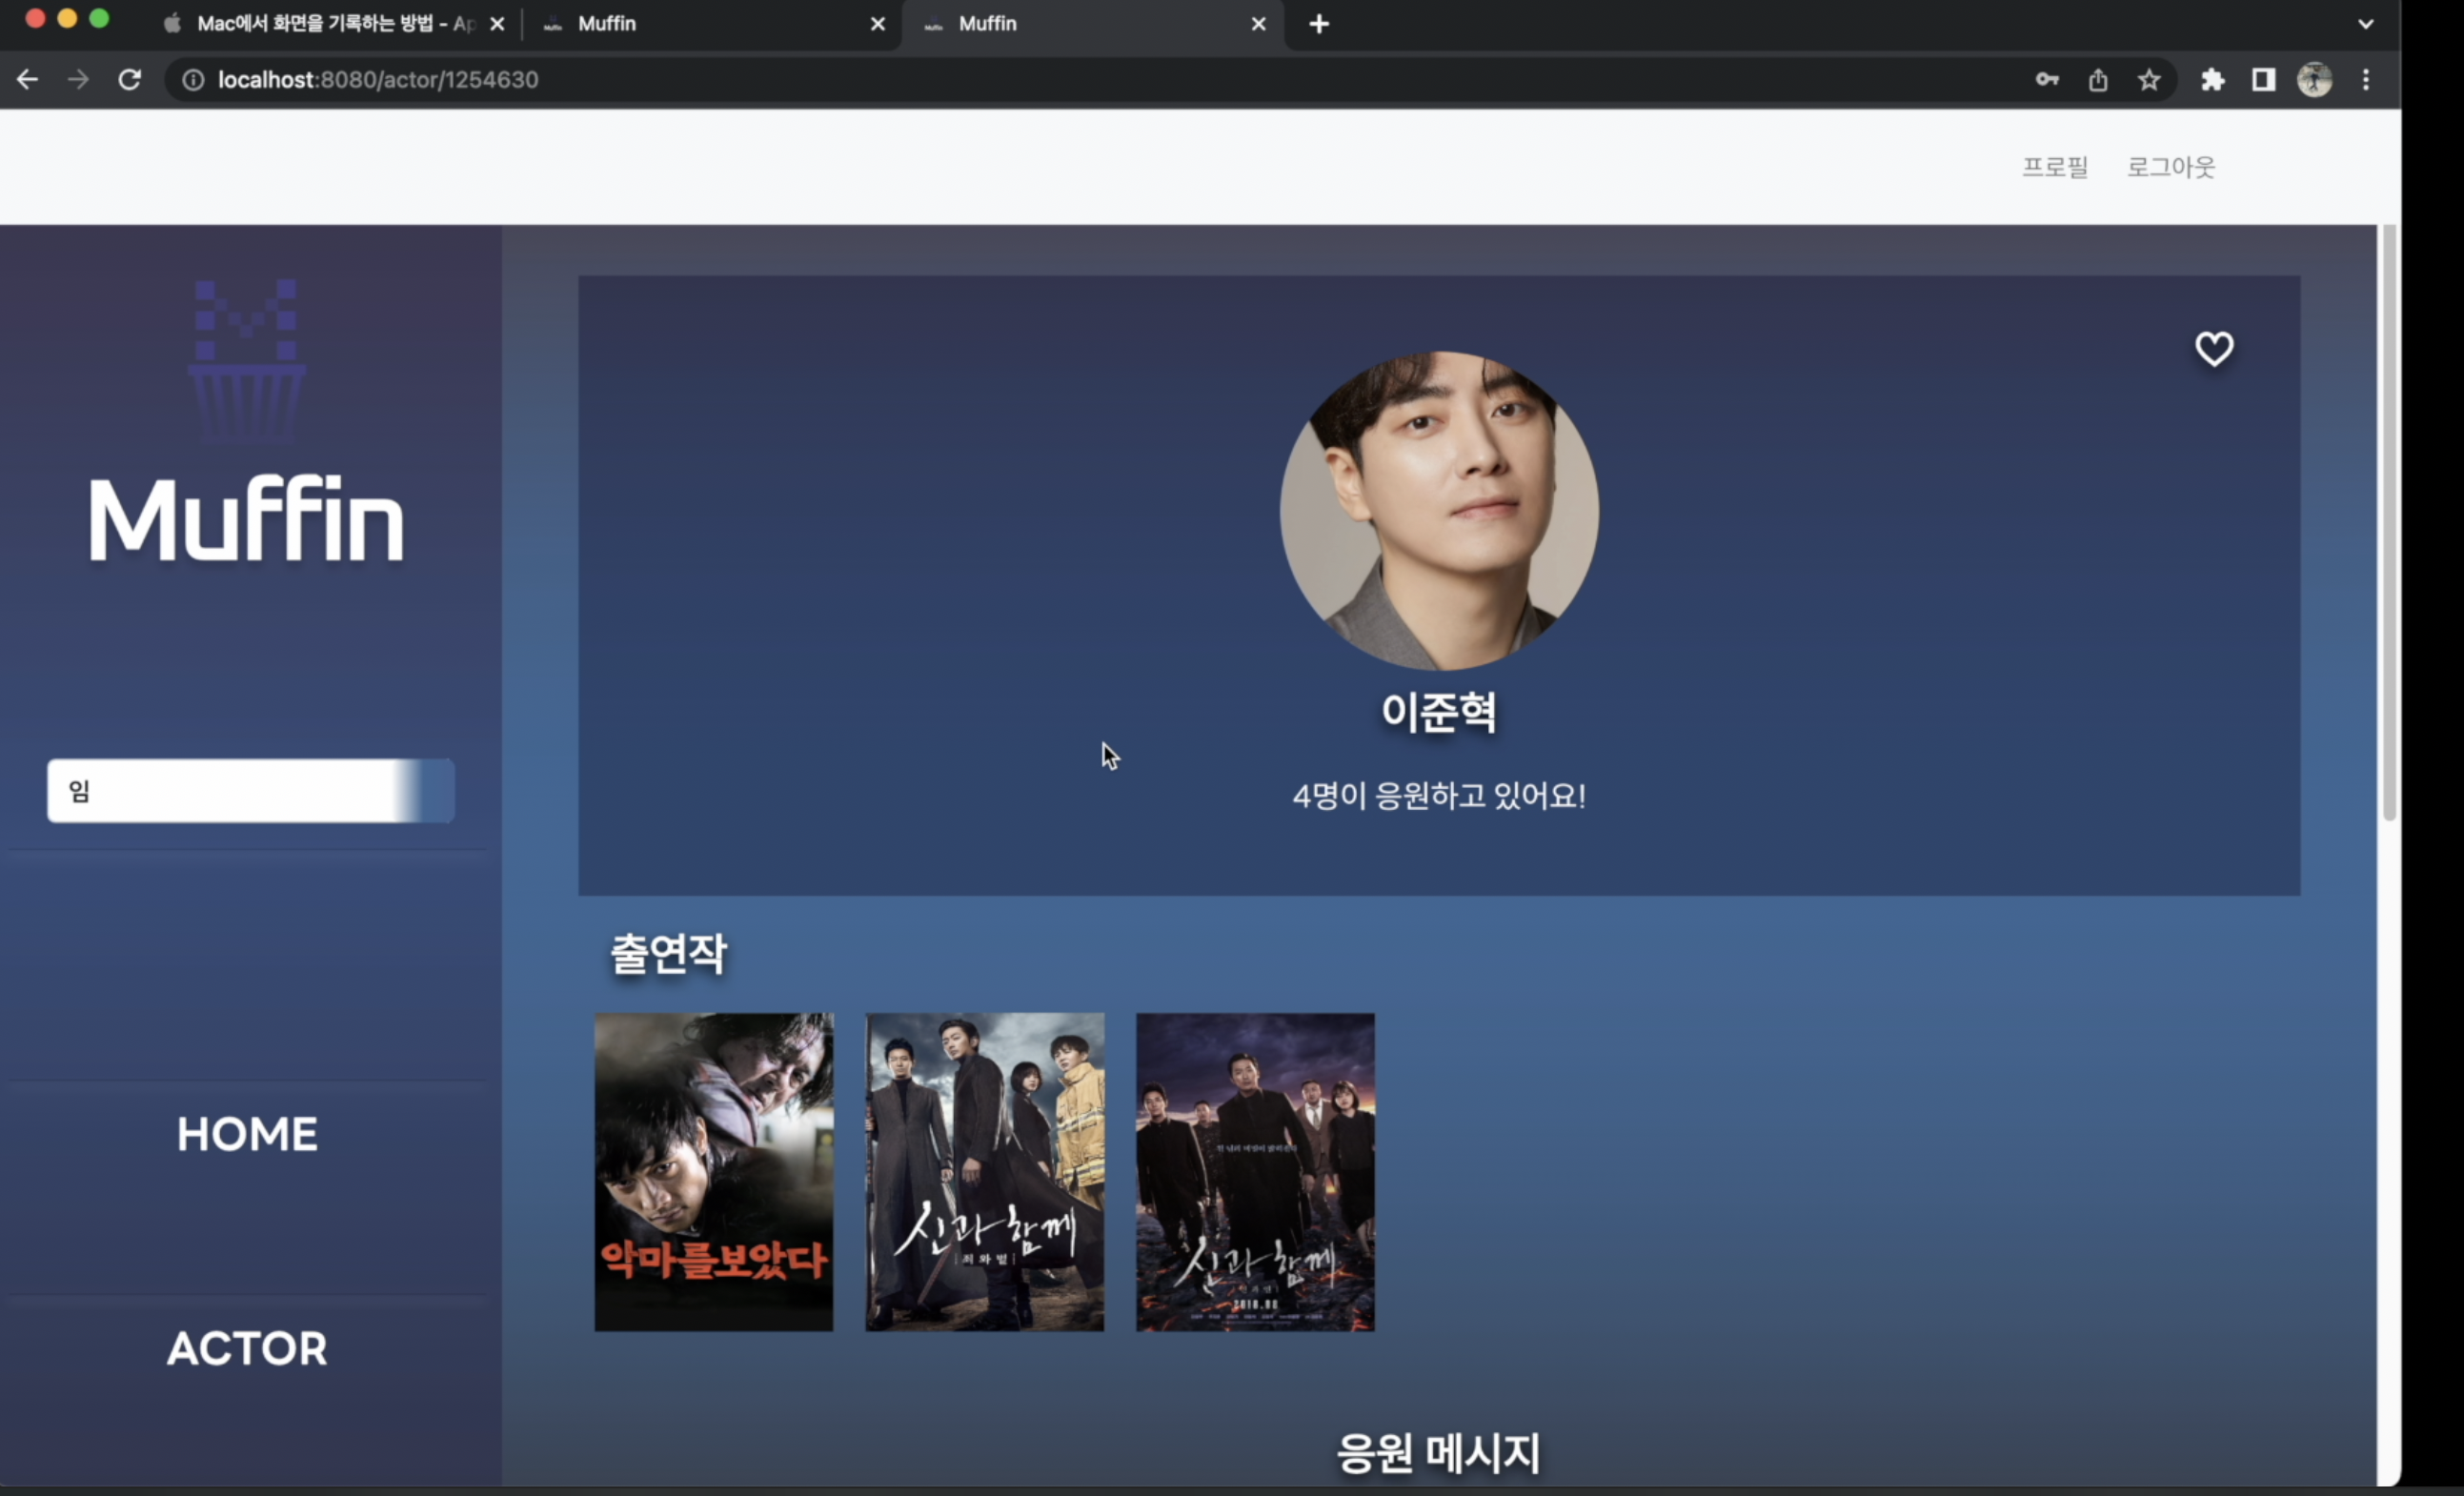 Mac에서 화면을 기록하는 방법 - Ap
Muffin
Muffin
localhost:8080/actor/1254630
프로필 로그아웃
Muffin
임
HOME
ACTOR
이준혁
4명이 응원하고 있어요!
출연작
악마를보았다
신과 함께
죄와 벌
신과 함께
2018.08
응원 메시지